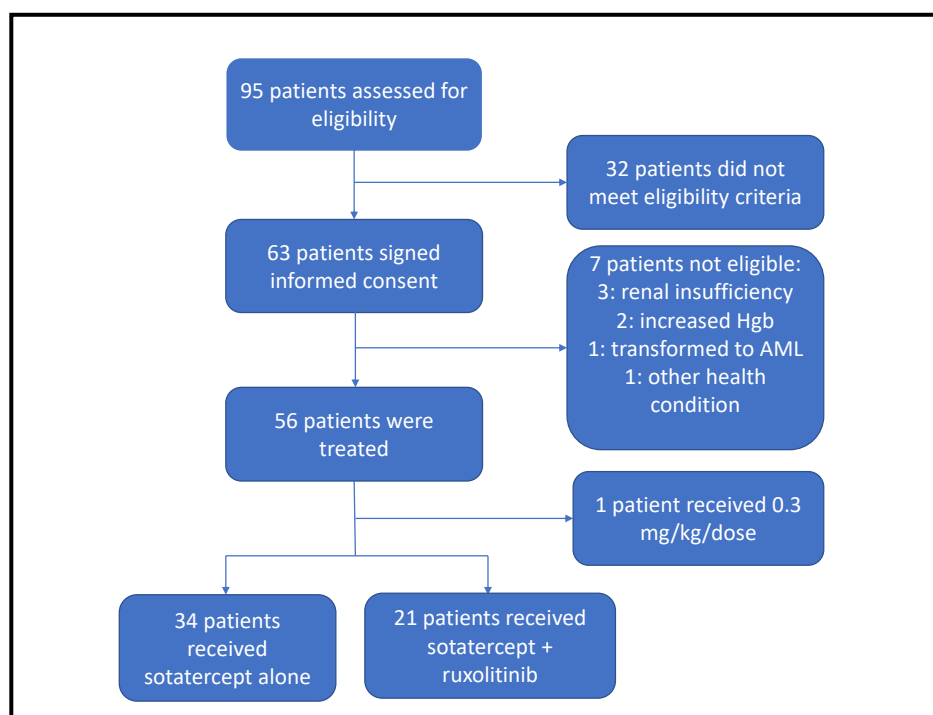 95 patients assessed for
eligibility
32 patients did not
meet eligibility criteria
63 patients signed
informed consent
7 patients not eligible:
3: renal insufficiency
2: increased Hgb
1: transformed to AML
1: other health
condition
56 patients were
treated
1 patient received 0.3
mg/kg/dose
34 patients
received
sotatercept alone
21 patients received
sotatercept +
ruxolitinib